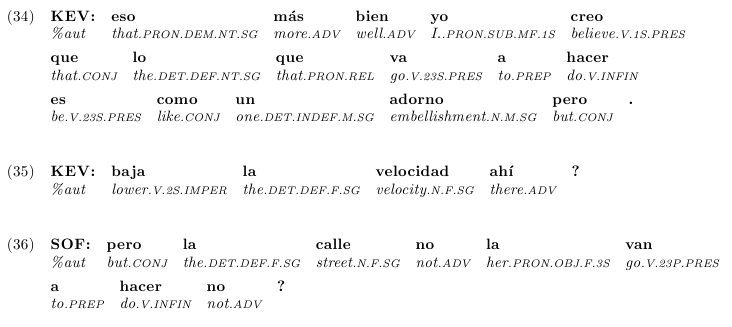 (34) KEV: eso más bien yo creo
%aut that.PRON.DEM.NT.SG more.ADV well.ADV I..PRON.SUB.MF.1S believe.V.1S.PRES
que lo que va a hacer
that.CONJ the.DET.DEF.NT.SG that.PRON.REL go.V.23S.PRES to.PREP do.V.INFIN
es como un adorno pero .
be.V.23S.PRES like.CONJ one.DET.INDEF.M.SG embellishment.N.M.SG but.CONJ
(35) KEV: baja la velocidad ahí ?
%aut lower.V.2S.IMPER the.DET.DEF.F.SG velocity.N.F.SG there.ADV
(36) SOF: pero la calle no la van
%aut but.CONJ the.DET.DEF.F.SG street.N.F.SG not.ADV her.PRON.OBJ.F.3S go.V.23P.PRES
a hacer no ?
to.PREP do.V.INFIN not.ADV